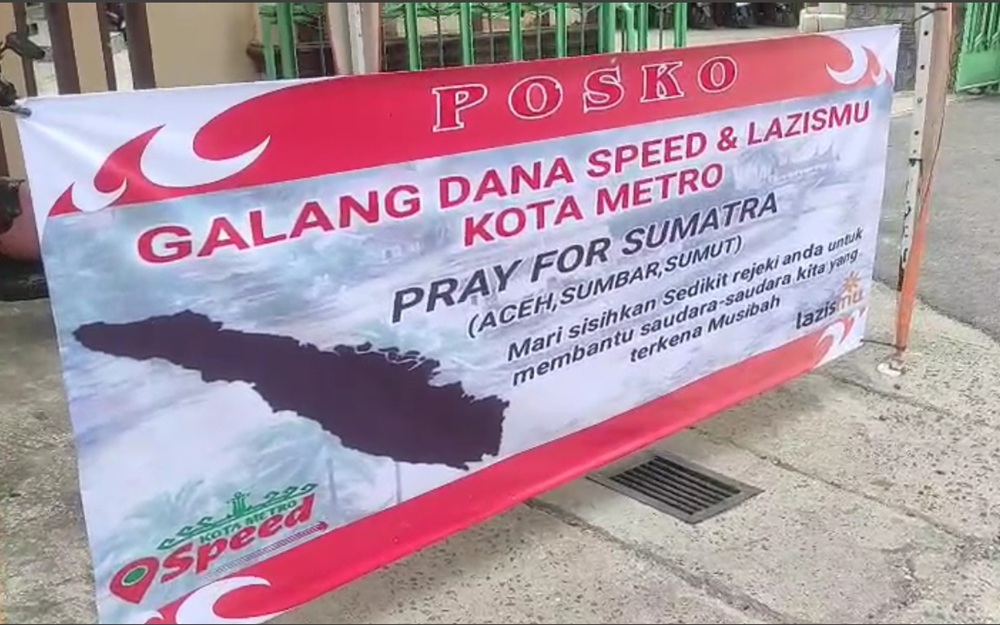 POSKO
GALANG DANA SPEED & LAZISMU
KOTA METRO
PRAY FOR SUMATRA
(ACEH,SUMBAR,SUMUT)
Mari sisihkan Sedikit rejeki anda untuk
membantu saudara-saudara kita yang
terkena Musibah
lazismu
KOTA METRO
speed